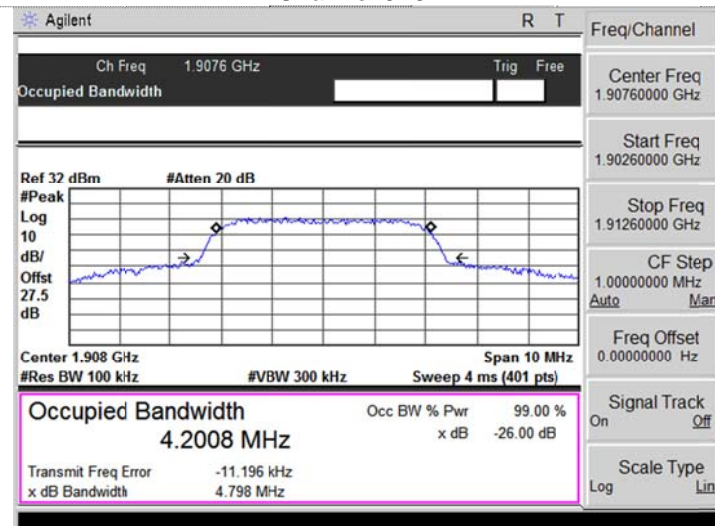 Agilent R T
Ch Freq 1.9076 GHz Trig Free
Occupied Bandwidth
Ref 32 dBm #Atten 20 dB
#Peak
Log
10
dB/
Offst
27.5
dB
Center 1.908 GHz Span 10 MHz
#Res BW 100 kHz #VBW 300 kHz Sweep 4 ms (401 pts)
Occupied Bandwidth Occ BW % Pwr 99.00 %
4.2008 MHz x dB -26.00 dB
Transmit Freq Error -11.196 kHz
x dB Bandwidth 4.798 MHz
Freq/Channel
Center Freq
1.90760000 GHz
Start Freq
1.90260000 GHz
Stop Freq
1.91260000 GHz
CF Step
1.00000000 MHz
Auto Man
Freq Offset
0.00000000 Hz
Signal Track
On Off
Scale Type
Log Lin